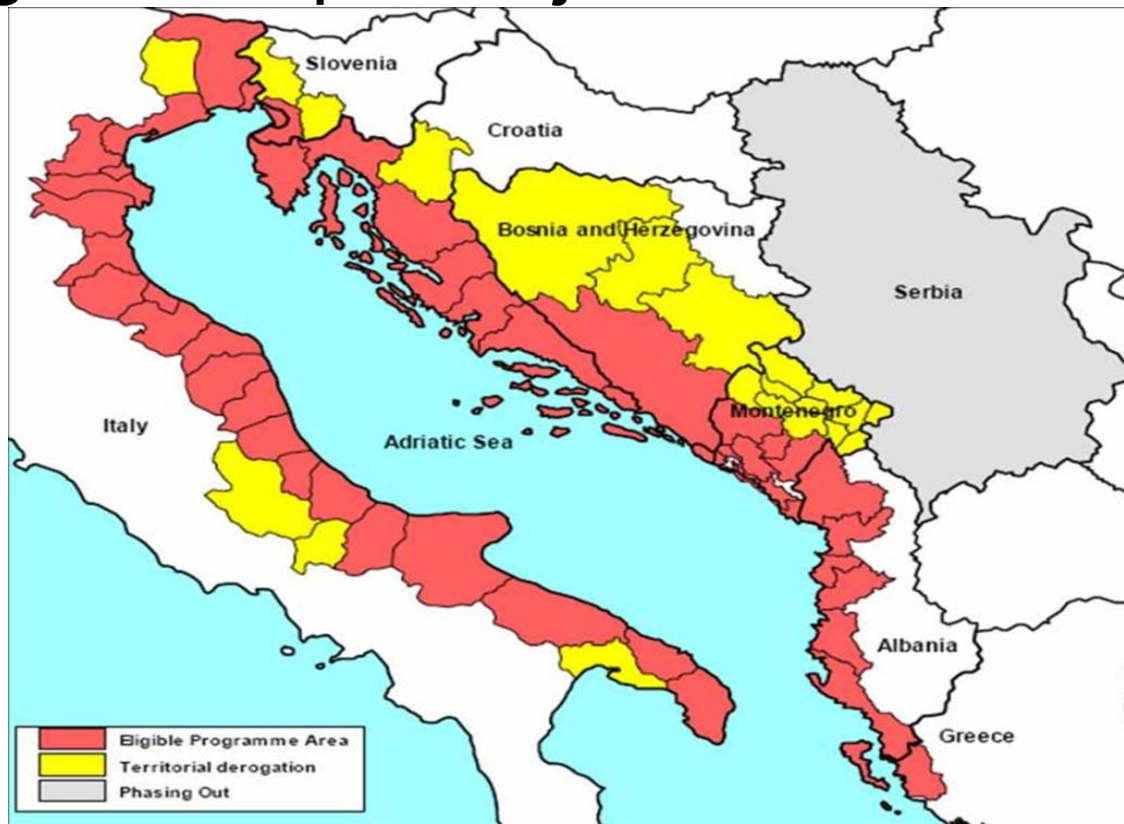 Slovenia
Croatia
Bosnia and Herzegovina
Serbia
Montenegro
Italy
Adriatic Sea
Albania
Greece
Eligible Programme Area
Territorial derogation
Phasing Out